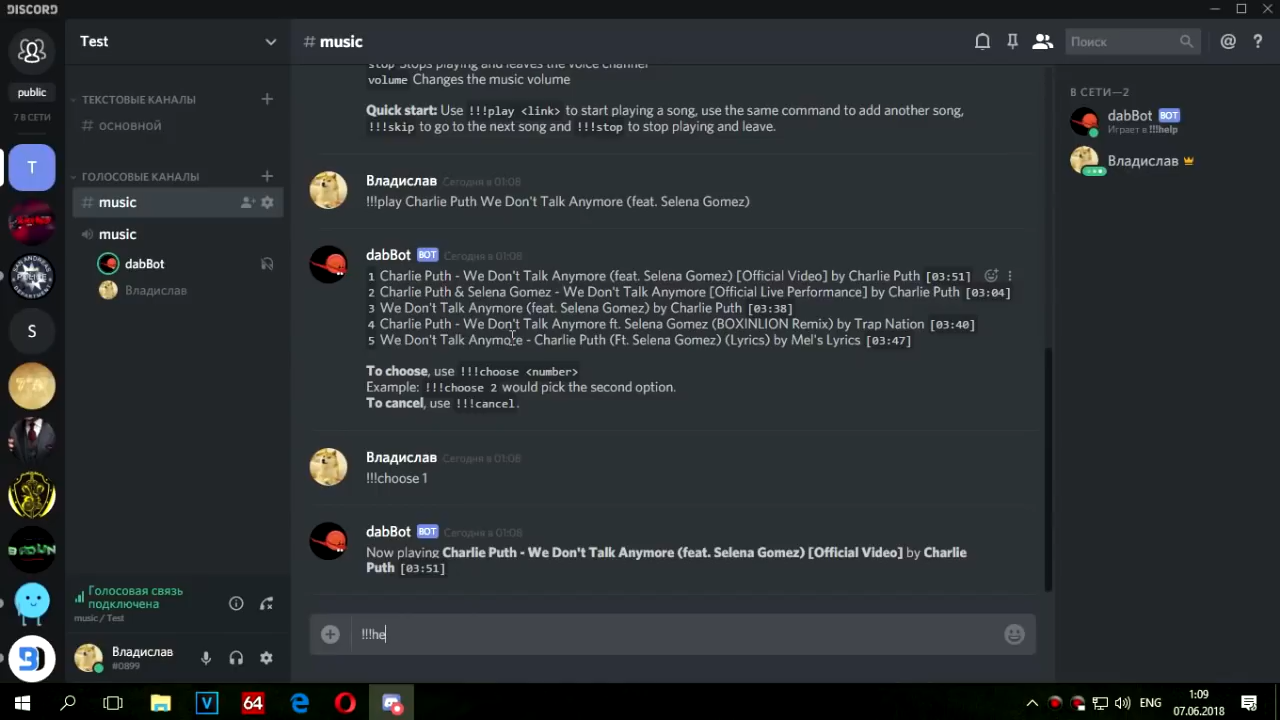 DISCORD
public
7 В СЕТИ
T
S
Test
ТЕКСТОВЫЕ КАНАЛЫ
# основной
ГОЛОСОВЫЕ КАНАЛЫ
# music
music
dabBot
Владислав
Голосовая связь
подключена
music / Test
Владислав
#0899
# music
Поиск
stop Stops playing and leaves the voice channel
volume Changes the music volume
Quick start: Use !!!play <link> to start playing a song, use the same command to add another song,
!!!skip to go to the next song and !!!stop to stop playing and leave.
Владислав Сегодня в 01:08
!!!play Charlie Puth We Don't Talk Anymore (feat. Selena Gomez)
dabBot BOT Сегодня в 01:08
1 Charlie Puth - We Don't Talk Anymore (feat. Selena Gomez) [Official Video] by Charlie Puth [03:51]
2 Charlie Puth & Selena Gomez - We Don't Talk Anymore [Official Live Performance] by Charlie Puth [03:04]
3 We Don't Talk Anymore (feat. Selena Gomez) by Charlie Puth [03:38]
4 Charlie Puth - We Don't Talk Anymore ft. Selena Gomez (BOXINLION Remix) by Trap Nation [03:40]
5 We Don't Talk Anymore - Charlie Puth (Ft. Selena Gomez) (Lyrics) by Mel's Lyrics [03:47]
To choose, use !!!choose <number>
Example: !!!choose 2 would pick the second option.
To cancel, use !!!cancel.
Владислав Сегодня в 01:08
!!!choose 1
dabBot BOT Сегодня в 01:08
Now playing Charlie Puth - We Don't Talk Anymore (feat. Selena Gomez) [Official Video] by Charlie
Puth [03:51]
!!!he
В СЕТИ—2
dabBot BOT
Играет в !!!help
Владислав
V
64
ENG
1:09
07.06.2018